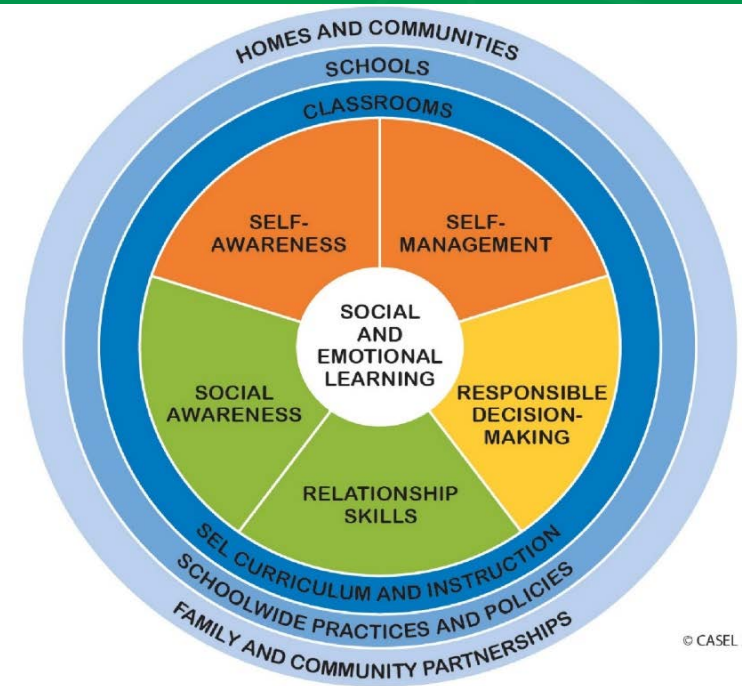 HOMES AND COMMUNITIES
SCHOOLS
CLASSROOMS
SELF-
AWARENESS
SELF-
MANAGEMENT
SOCIAL
AND
EMOTIONAL
LEARNING
SOCIAL
AWARENESS
RESPONSIBLE
DECISION-
MAKING
RELATIONSHIP
SKILLS
SEL CURRICULUM AND INSTRUCTION
SCHOOLWIDE PRACTICES AND POLICIES
FAMILY AND COMMUNITY PARTNERSHIPS
© CASEL